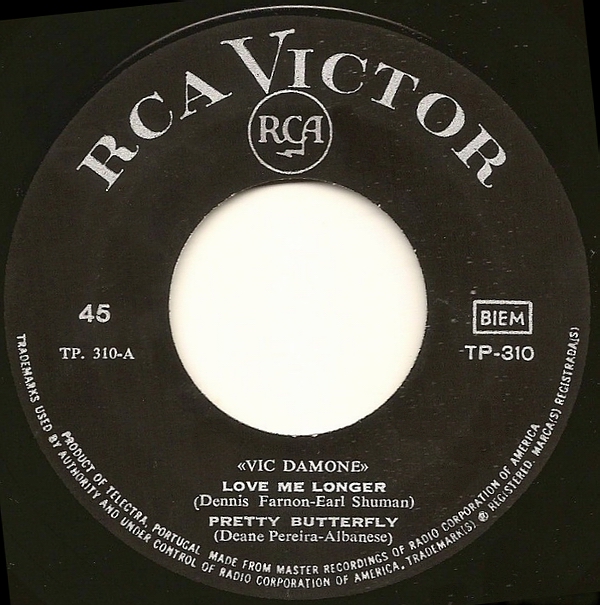 RCA VICTOR
RCA
45
BIEM
TP. 310-A
TP-310
«VIC DAMONE»
LOVE ME LONGER
(Dennis Farnon-Earl Shuman)
PRETTY BUTTERFLY
(Deane Pereira-Albanese)
PRODUCT OF TELECTRA, PORTUGAL MADE FROM MASTER RECORDINGS OF RADIO CORPORATION OF AMERICA
TRADEMARKS USED BY AUTHORITY AND UNDER CONTROL OF RADIO CORPORATION OF AMERICA, TRADEMARK(S) ® REGISTERED. MARCA(S) REGISTRADA(S)